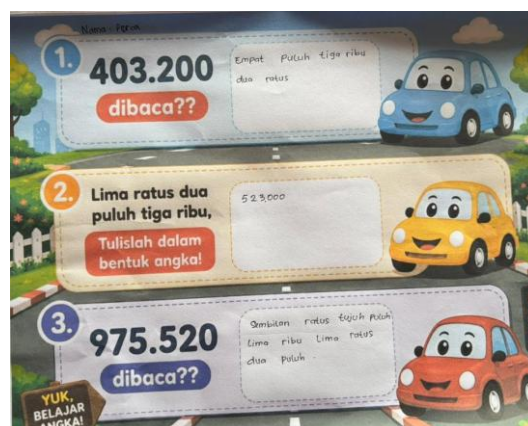 Nama : Peruk
1.
403.200
dibaca??
Empat Puluh tiga ribu
dua ratus
2.
Lima ratus dua
puluh tiga ribu,
Tulislah dalam
bentuk angka!
523,000
3.
975.520
dibaca??
Sembilan ratus tujuh puluh
Lima ribu Lima ratus
dua puluh.
YUK,
BELAJAR
ANGKA!